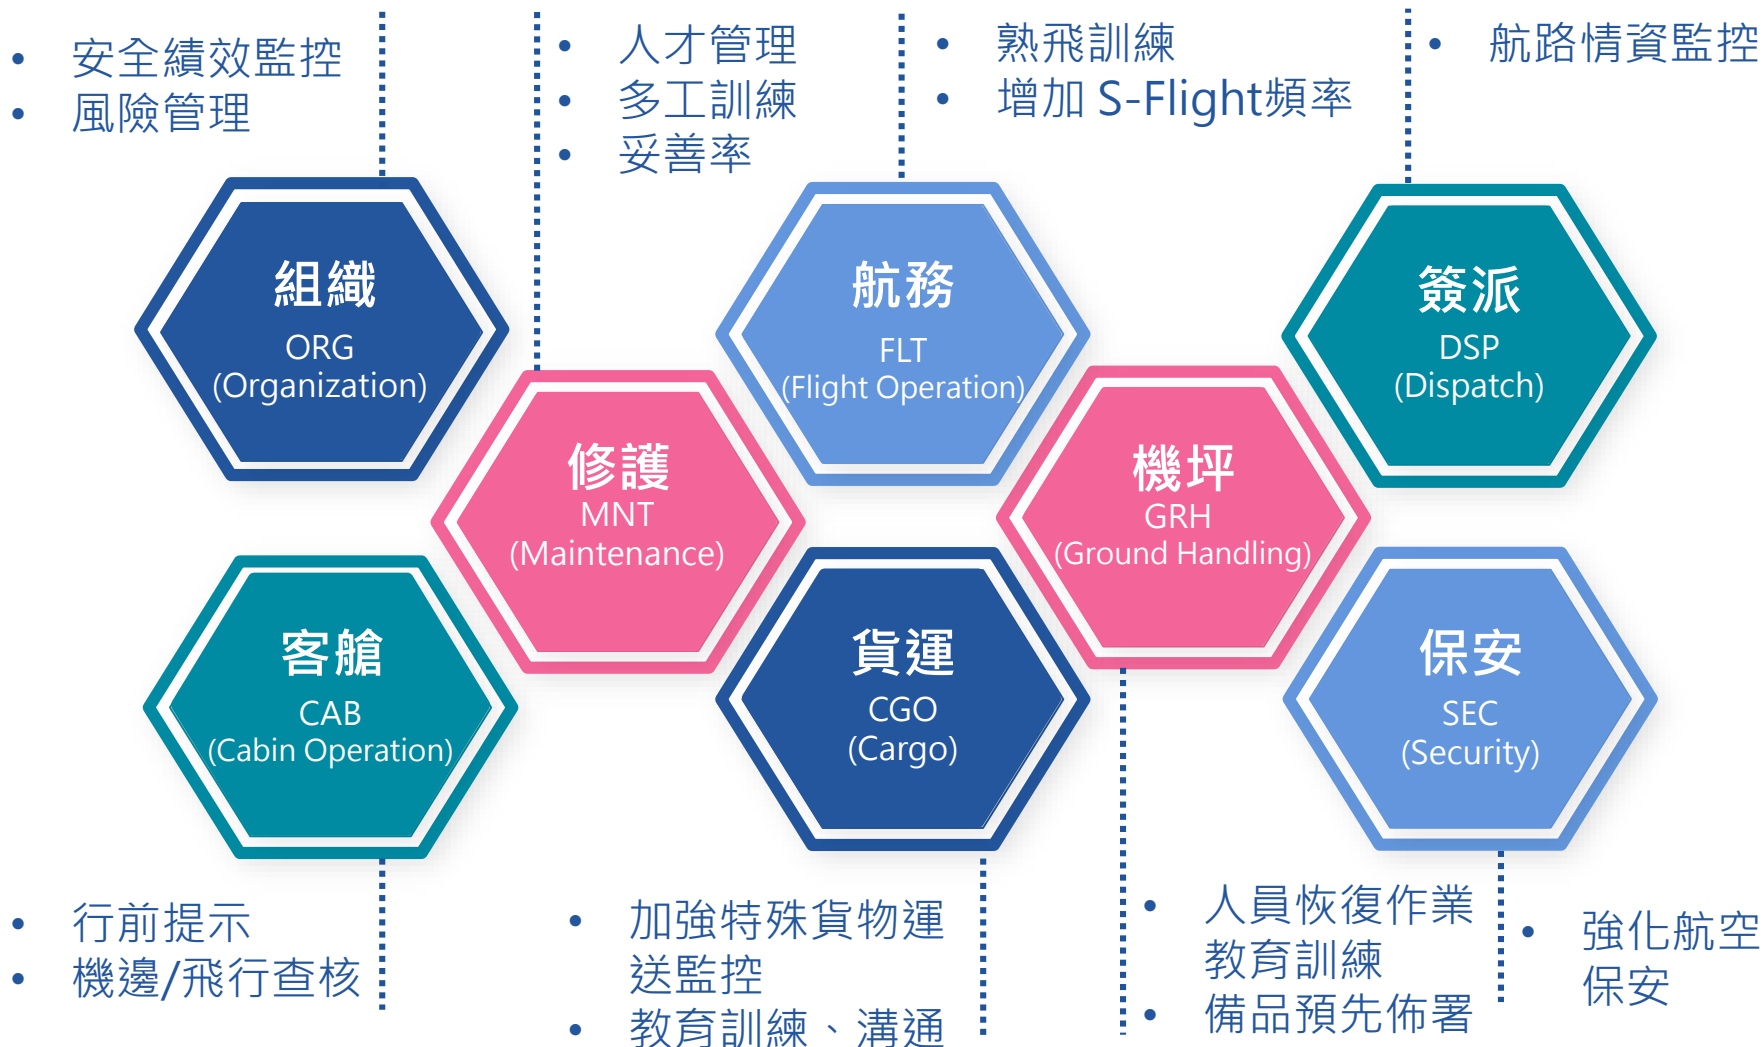 • 安全績效監控
• 風險管理
• 人才管理
• 多工訓練
• 妥善率
• 熟飛訓練
• 增加 S-Flight頻率
• 航路情資監控
組織
ORG
(Organization)
航務
FLT
(Flight Operation)
簽派
DSP
(Dispatch)
修護
MNT
(Maintenance)
機坪
GRH
(Ground Handling)
客艙
CAB
(Cabin Operation)
貨運
CGO
(Cargo)
保安
SEC
(Security)
• 行前提示
• 機邊/飛行查核
• 加強特殊貨物運
送監控
• 教育訓練、溝通
• 人員恢復作業
教育訓練
• 備品預先佈署
• 強化航空
保安